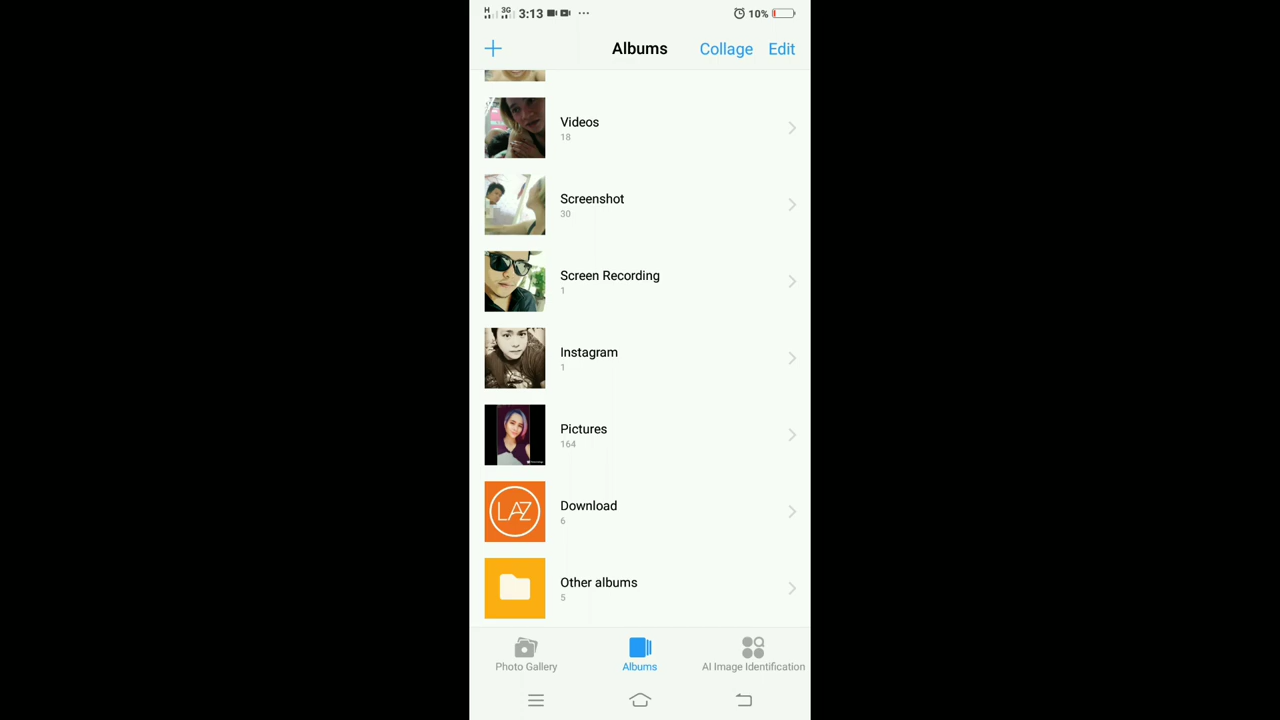 H 3G 3:13 ... 10%
Albums Collage Edit
Videos
18
Screenshot
30
Screen Recording
1
Instagram
1
Pictures
164
LAZ
Download
6
Other albums
5
Photo Gallery Albums AI Image Identification